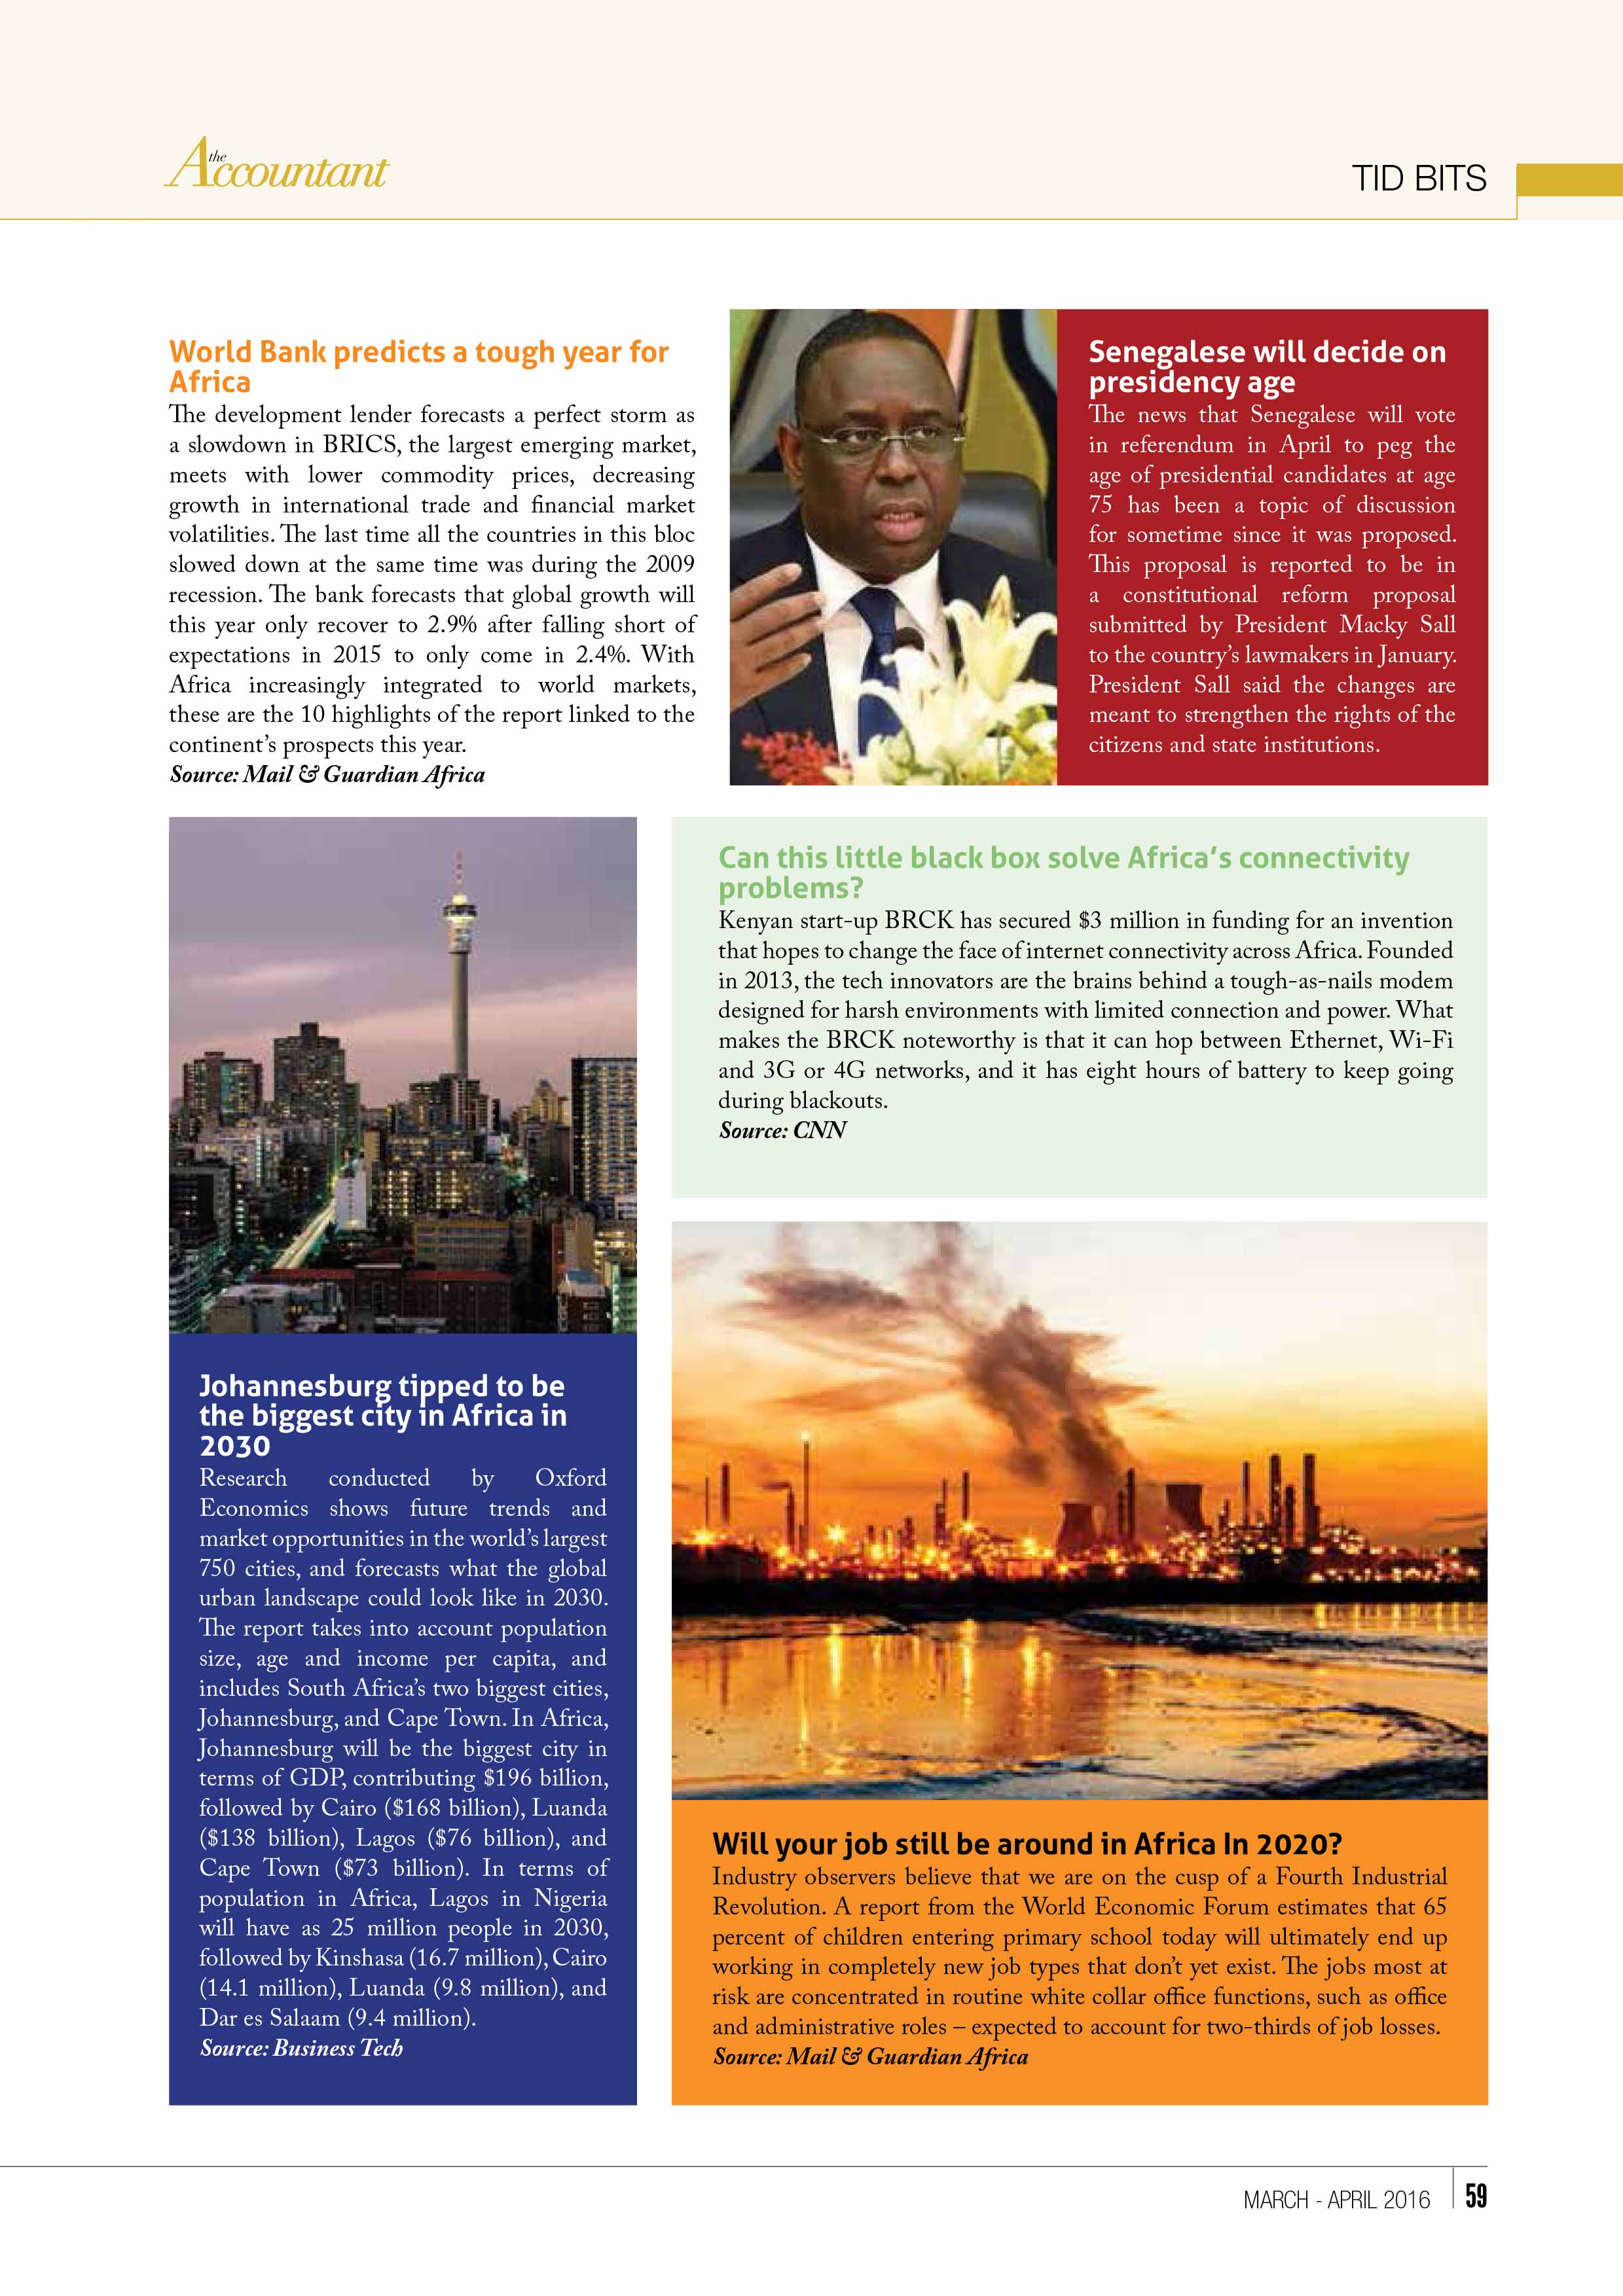 the Accountant
TID BITS
World Bank predicts a tough year for
Africa
The development lender forecasts a perfect storm as
a slowdown in BRICS, the largest emerging market,
meets with lower commodity prices, decreasing
growth in international trade and financial market
volatilities. The last time all the countries in this bloc
slowed down at the same time was during the 2009
recession. The bank forecasts that global growth will
this year only recover to 2.9% after falling short of
expectations in 2015 to only come in 2.4%. With
Africa increasingly integrated to world markets,
these are the 10 highlights of the report linked to the
continent's prospects this year.
Source: Mail & Guardian Africa
Senegalese will decide on
presidency age
The news that Senegalese will vote
in referendum in April to peg the
age of presidential candidates at age
75 has been a topic of discussion
for sometime since it was proposed.
This proposal is reported to be in
a constitutional reform proposal
submitted by President Macky Sall
to the country's lawmakers in January.
President Sall said the changes are
meant to strengthen the rights of the
citizens and state institutions.
Can this little black box solve Africa's connectivity
problems?
Kenyan start-up BRCK has secured $3 million in funding for an invention
that hopes to change the face of internet connectivity across Africa. Founded
in 2013, the tech innovators are the brains behind a tough-as-nails modem
designed for harsh environments with limited connection and power. What
makes the BRCK noteworthy is that it can hop between Ethernet, Wi-Fi
and 3G or 4G networks, and it has eight hours of battery to keep going
during blackouts.
Source: CNN
Johannesburg tipped to be
the biggest city in Africa in
2030
Research conducted by Oxford
Economics shows future trends and
market opportunities in the world's largest
750 cities, and forecasts what the global
urban landscape could look like in 2030.
The report takes into account population
size, age and income per capita, and
includes South Africa's two biggest cities,
Johannesburg, and Cape Town. In Africa,
Johannesburg will be the biggest city in
terms of GDP, contributing $196 billion,
followed by Cairo ($168 billion), Luanda
($138 billion), Lagos ($76 billion), and
Cape Town ($73 billion). In terms of
population in Africa, Lagos in Nigeria
will have as 25 million people in 2030,
followed by Kinshasa (16.7 million), Cairo
(14.1 million), Luanda (9.8 million), and
Dar es Salaam (9.4 million).
Source: Business Tech
Will your job still be around in Africa In 2020?
Industry observers believe that we are on the cusp of a Fourth Industrial
Revolution. A report from the World Economic Forum estimates that 65
percent of children entering primary school today will ultimately end up
working in completely new job types that don't yet exist. The jobs most at
risk are concentrated in routine white collar office functions, such as office
and administrative roles – expected to account for two-thirds of job losses.
Source: Mail & Guardian Africa
MARCH - APRIL 2016 59